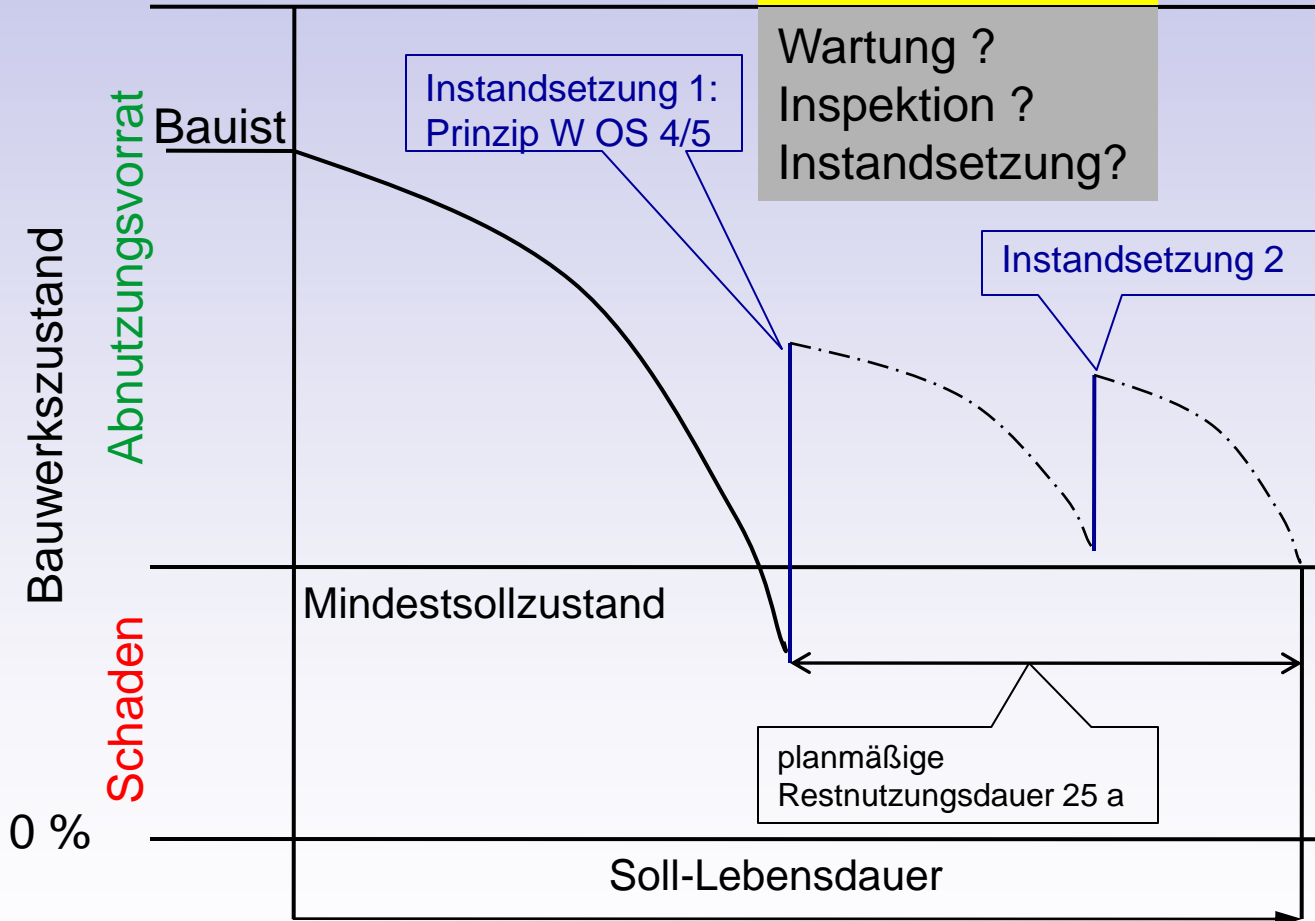 Wartung ?
Inspektion ?
Instandsetzung?
Instandsetzung 1:
Prinzip W OS 4/5
Bauist
Instandsetzung 2
Bauwerkszustand
Abnutzungsvorrat
Mindestsollzustand
Schaden
planmäßige
Restnutzungsdauer 25 a
0 %
Soll-Lebensdauer